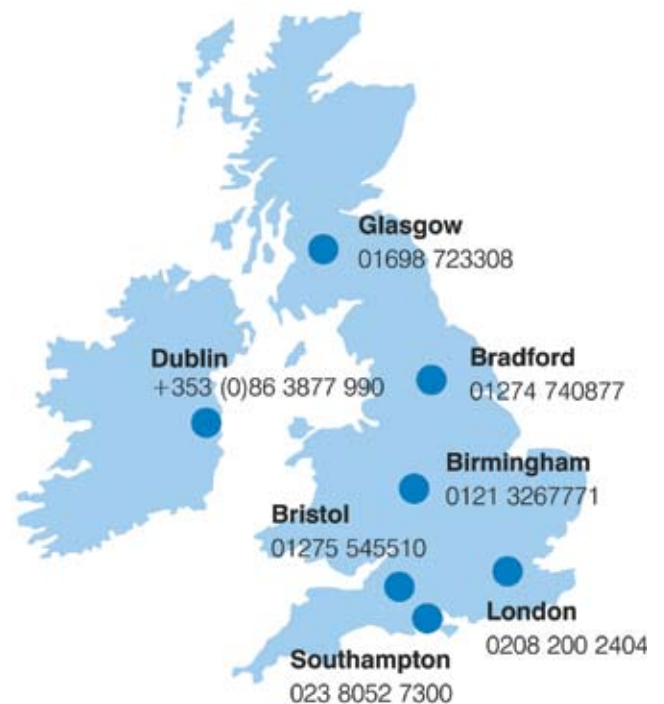 Glasgow
01698 723308
Dublin
+353 (0)86 3877 990
Bradford
01274 740877
Birmingham
0121 3267771
Bristol
01275 545510
London
0208 200 2404
Southampton
023 8052 7300